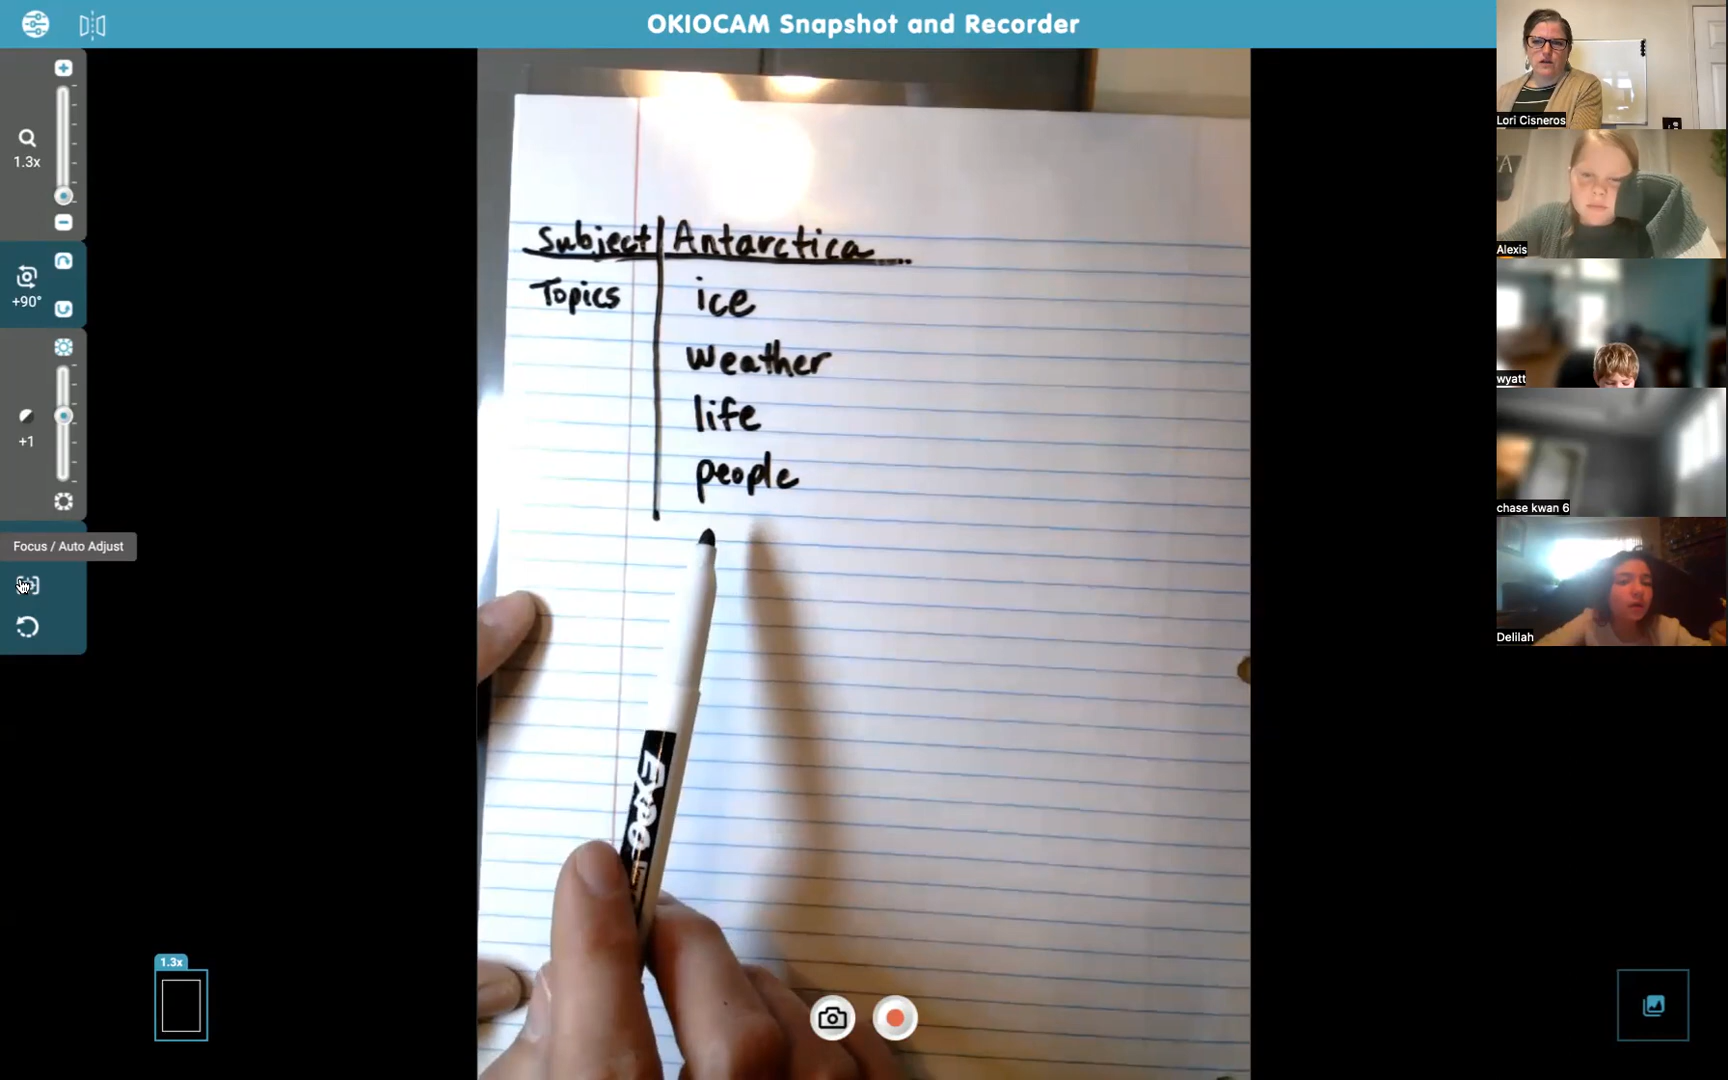 OKIOCAM Snapshot and Recorder
1.3x
+90°
+1
Focus / Auto Adjust
1.3x
Subject Antarctica
Topics ice
weather
life
people
EXPO
Lori Cisneros
A
Alexis
wyatt
chase kwan 6
Delilah